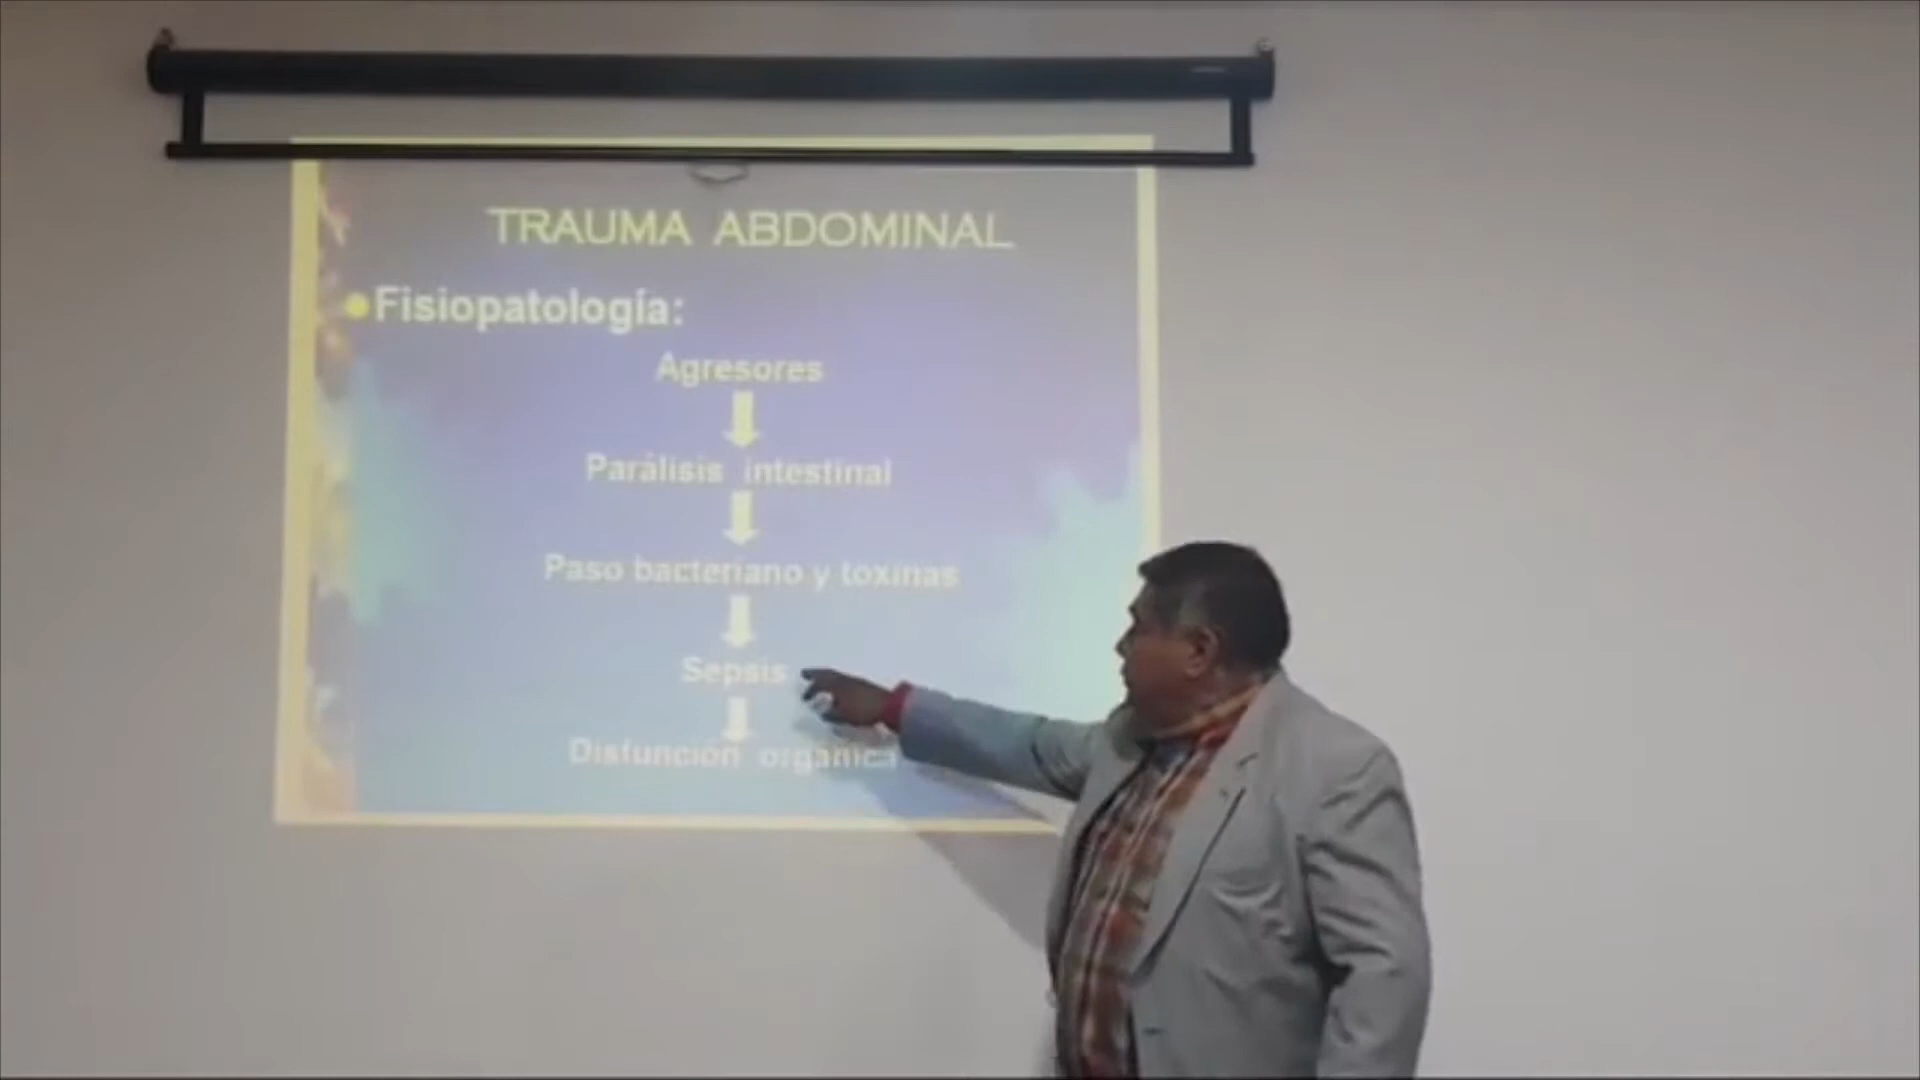 TRAUMA ABDOMINAL
Fisiopatología:
Agresores
Parálisis intestinal
Paso bacteriano y toxinas
Sepsis
Disfunción orgánica